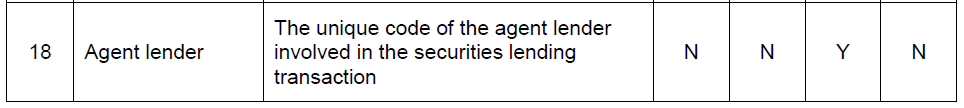 18 Agent lender The unique code of the agent lender involved in the securities lending transaction N N Y N